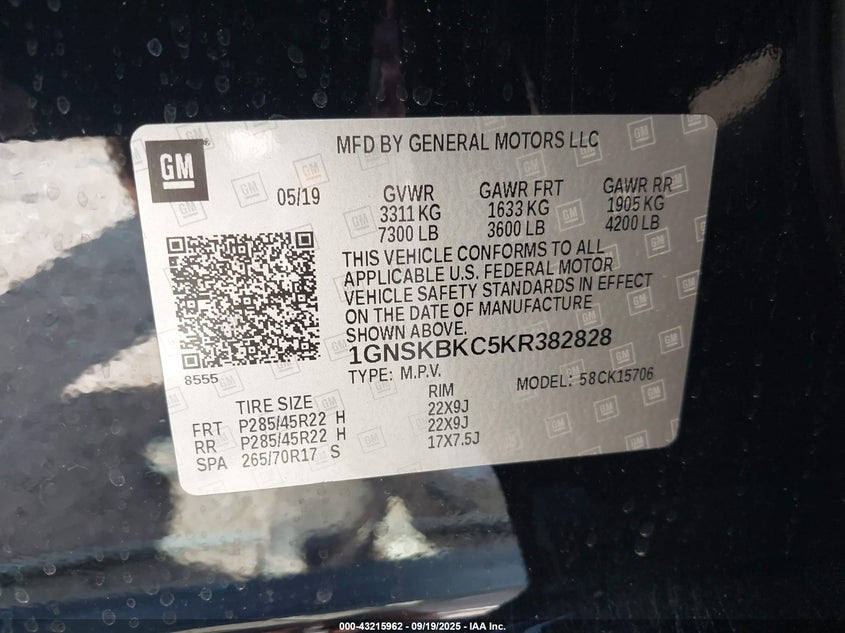 MFD BY GENERAL MOTORS LLC
GM
05/19
GVWR GAWR FRT GAWR RR
3311 KG 1633 KG 1905 KG
7300 LB 3600 LB 4200 LB
THIS VEHICLE CONFORMS TO ALL
APPLICABLE U.S. FEDERAL MOTOR
VEHICLE SAFETY STANDARDS IN EFFECT
ON THE DATE OF MANUFACTURE
SHOWN ABOVE.
1GNSKBKC5KR382828
8555
TYPE: M.P.V. MODEL: 58CK15706
TIRE SIZE RIM
FRT P285/45R22 H 22X9J
RR P285/45R22 H 22X9J
SPA 265/70R17 S 17X7.5J
000-43215962 - 09/19/2025 - IAA Inc.